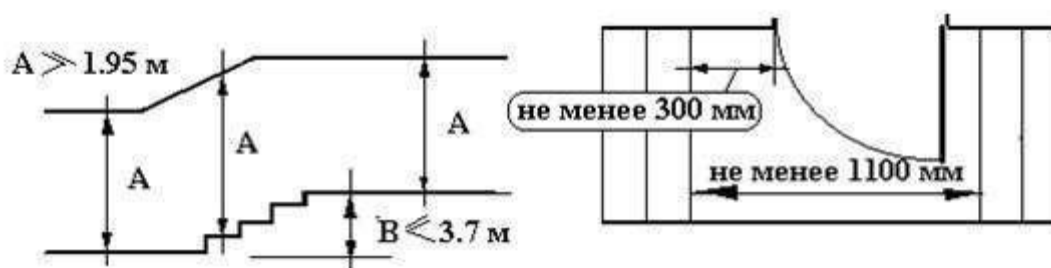 A ⩾ 1.95 м
A
A
A
B ⩽ 3.7 м
не менее 300 мм
не менее 1100 мм